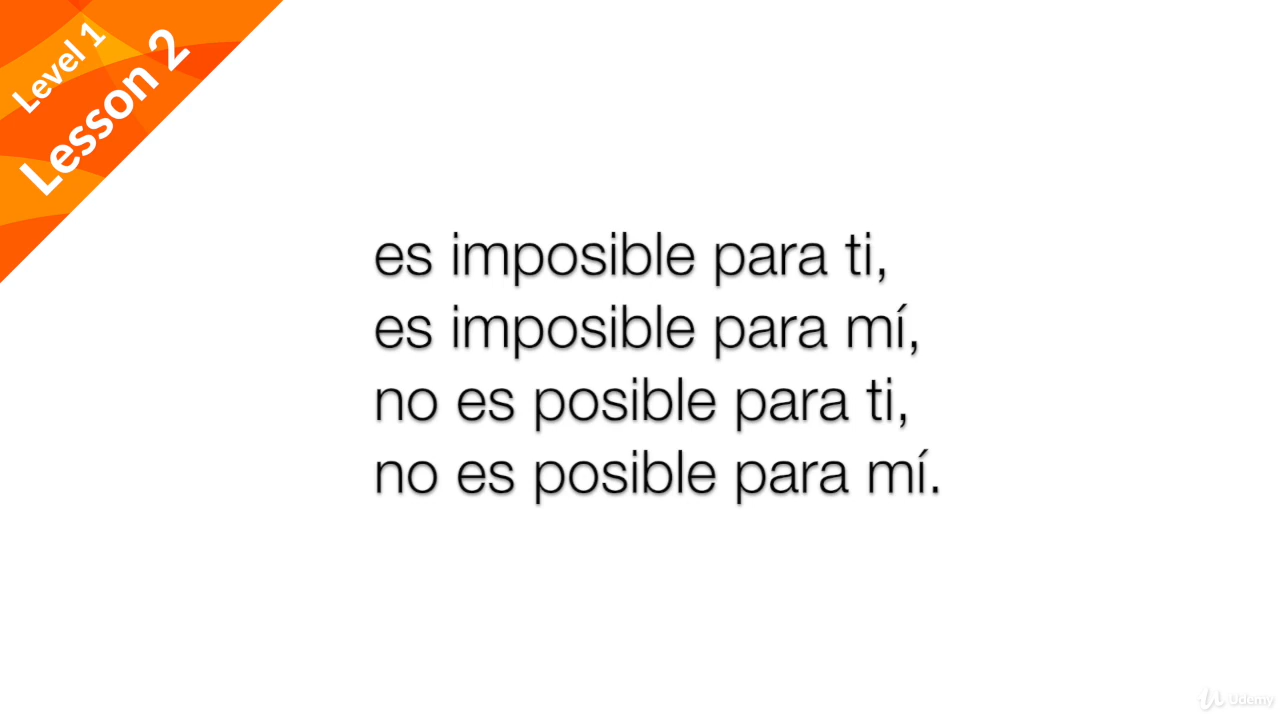 Level 1
Lesson 2
es imposible para ti,
es imposible para mí,
no es posible para ti,
no es posible para mí.
Udemy